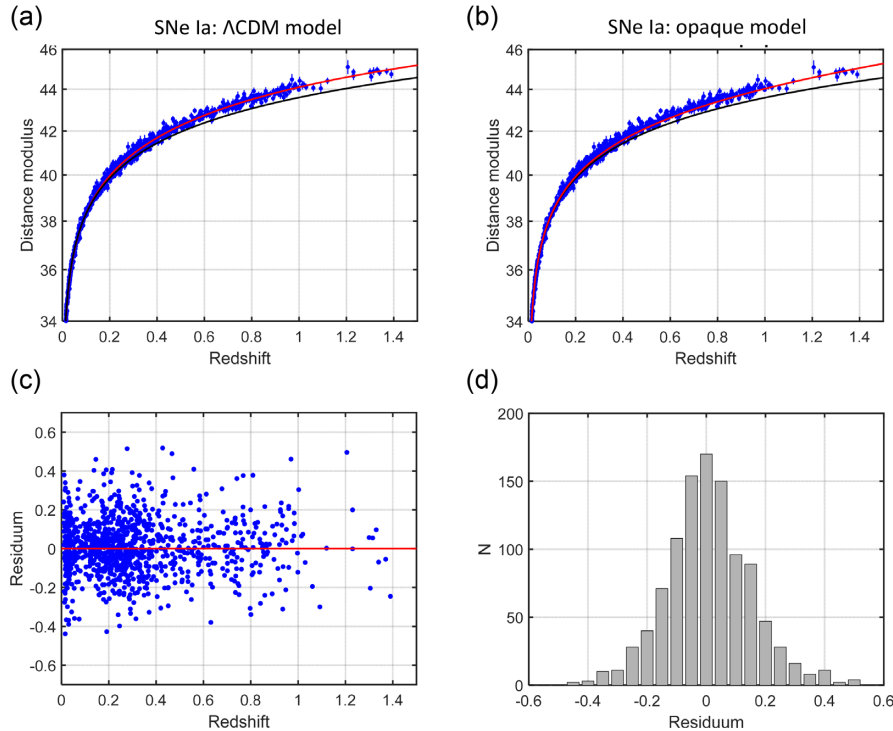 (a)
SNe Ia: ΛCDM model
46
44
42
40
38
36
34
Distance modulus
0 0.2 0.4 0.6 0.8 1 1.2 1.4
Redshift
(b)
SNe Ia: opaque model
46
44
42
40
38
36
34
Distance modulus
0 0.2 0.4 0.6 0.8 1 1.2 1.4
Redshift
(c)
0.6
0.4
0.2
0
-0.2
-0.4
-0.6
Residuum
0 0.2 0.4 0.6 0.8 1 1.2 1.4
Redshift
(d)
200
150
100
50
0
N
-0.6 -0.4 -0.2 0 0.2 0.4 0.6
Residuum